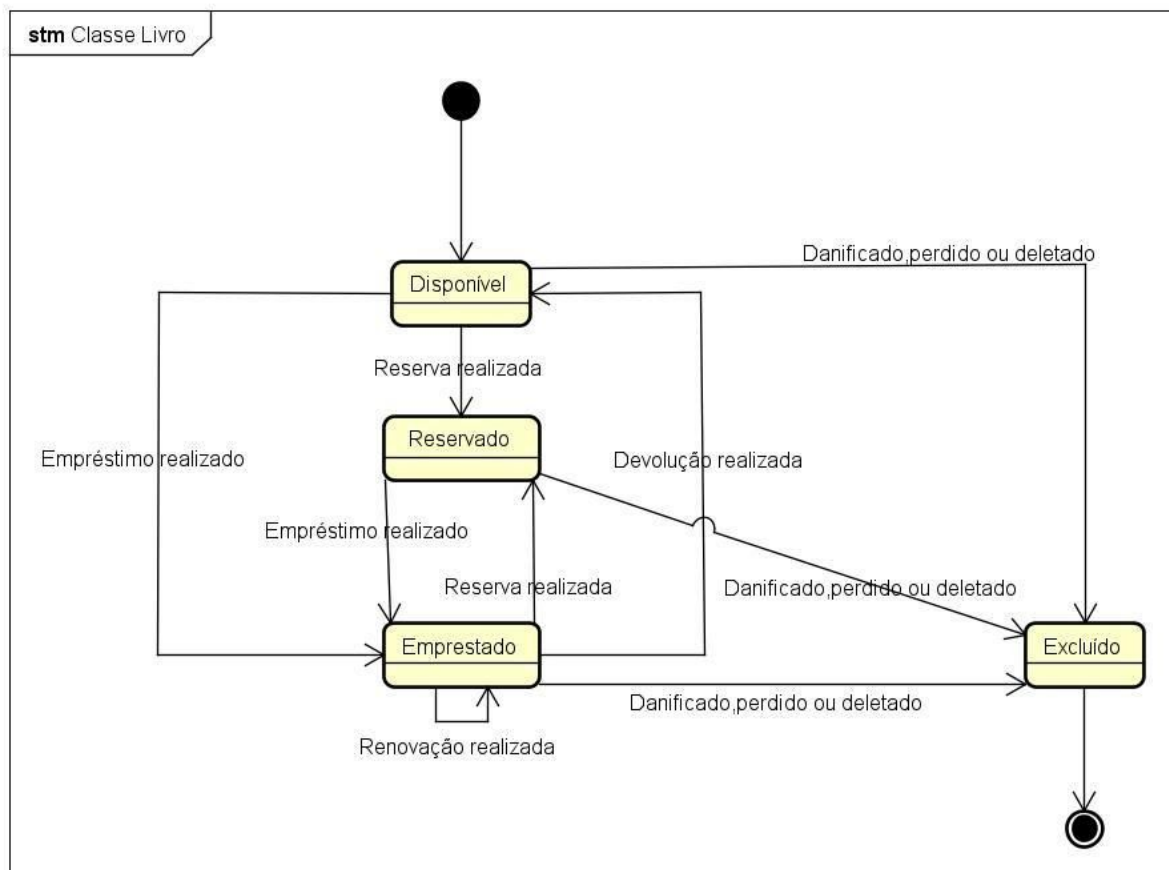 stm Classe Livro
Danificado,perdido ou deletado
Disponível
Reserva realizada
Reservado
Empréstimo realizado
Devolução realizada
Empréstimo realizado
Reserva realizada
Danificado,perdido ou deletado
Emprestado
Excluído
Danificado,perdido ou deletado
Renovação realizada